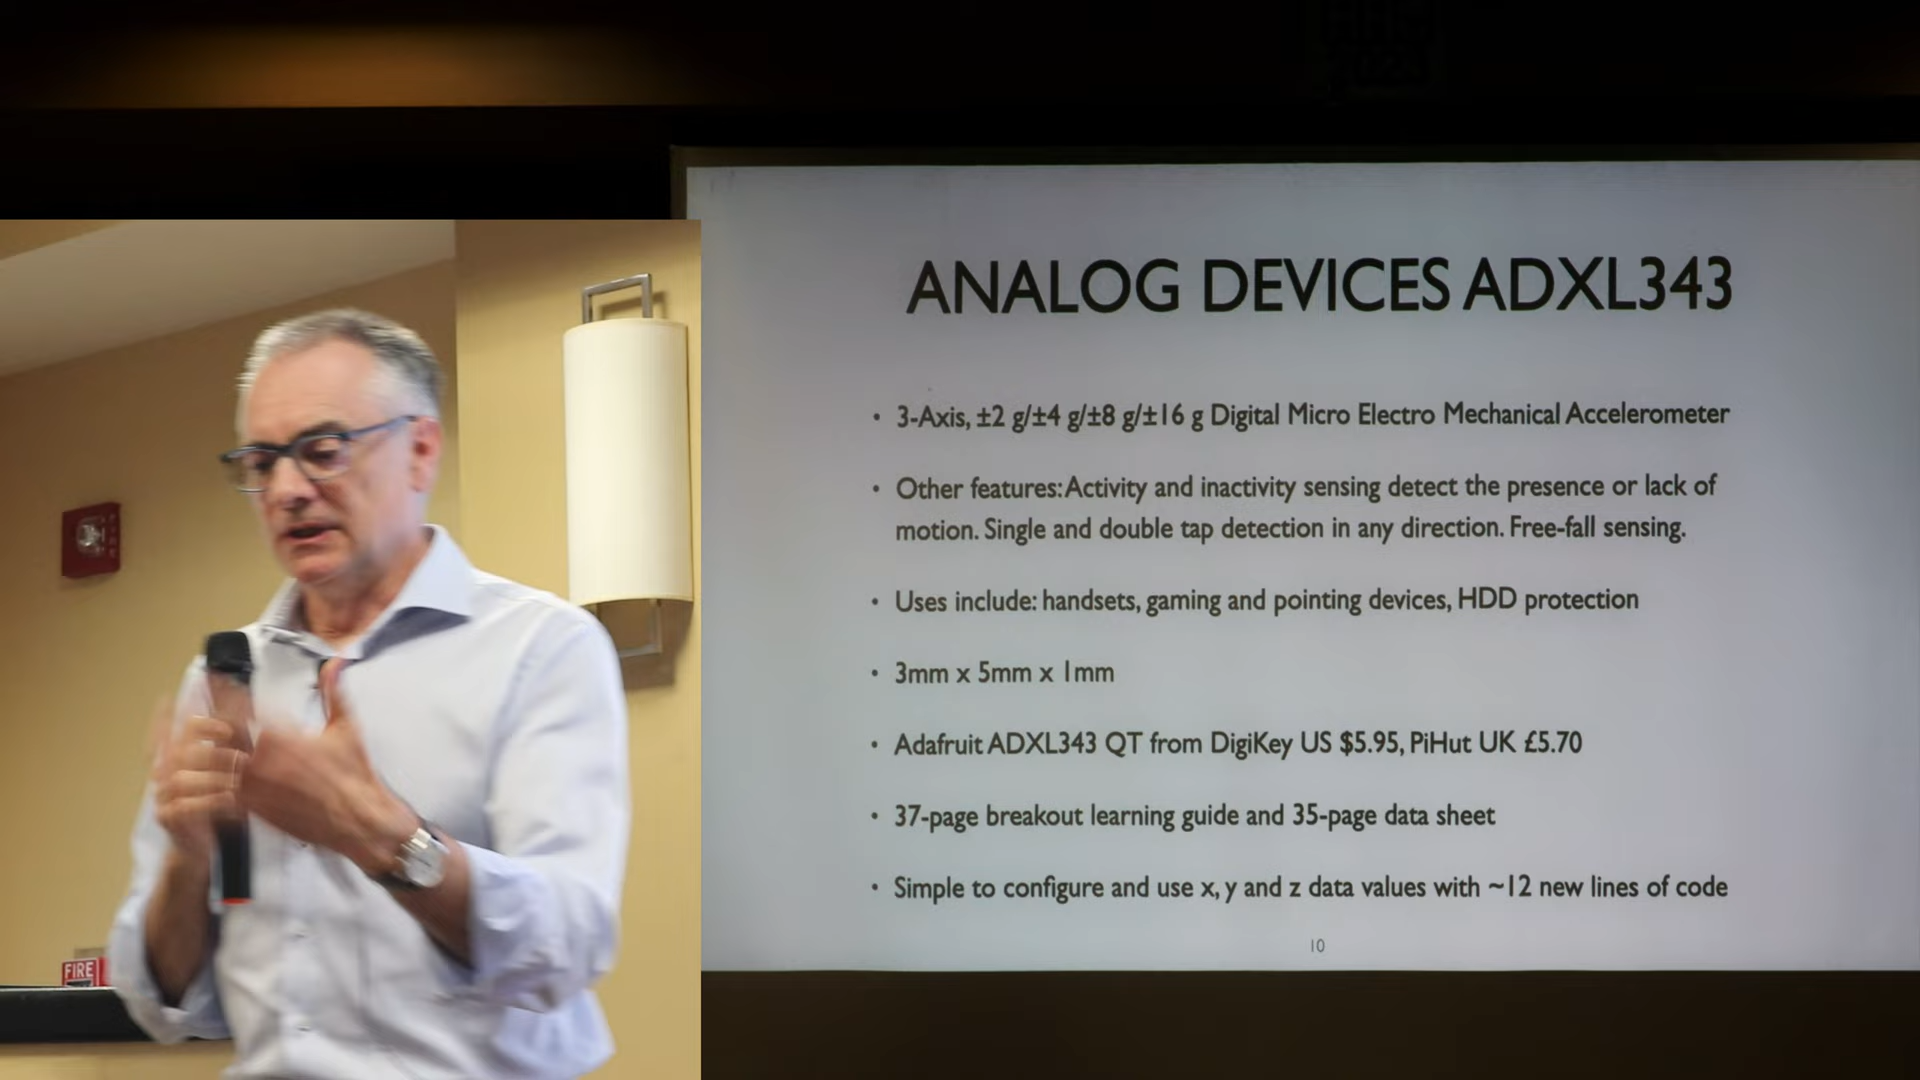 ANALOG DEVICES ADXL343
• 3-Axis, ±2 g/±4 g/±8 g/±16 g Digital Micro Electro Mechanical Accelerometer
• Other features: Activity and inactivity sensing detect the presence or lack of
motion. Single and double tap detection in any direction. Free-fall sensing.
• Uses include: handsets, gaming and pointing devices, HDD protection
• 3mm x 5mm x 1mm
• Adafruit ADXL343 QT from DigiKey US $5.95, PiHut UK £5.70
• 37-page breakout learning guide and 35-page data sheet
• Simple to configure and use x, y and z data values with ~12 new lines of code
10
FIRE